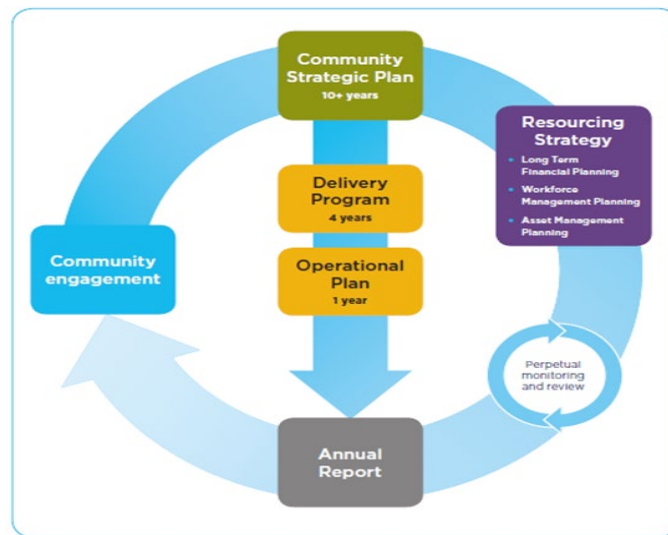 Community
Strategic Plan
10+ years
Resourcing
Strategy
• Long Term
Financial Planning
• Workforce
Management Planning
• Asset Management
Planning
Delivery
Program
4 years
Community
engagement
Operational
Plan
1 year
Perpetual
monitoring
and review
Annual
Report